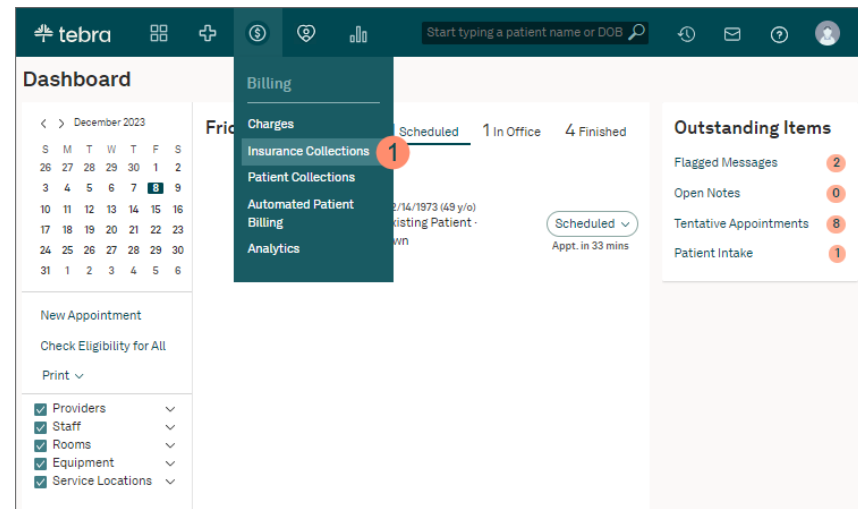 tebra
Start typing a patient name or DOB
Dashboard
Billing
Charges
Insurance Collections 1
Patient Collections
Automated Patient
Billing
Analytics
December 2023
S M T W T F S
26 27 28 29 30 1 2
3 4 5 6 7 8 9
10 11 12 13 14 15 16
17 18 19 20 21 22 23
24 25 26 27 28 29 30
31 1 2 3 4 5 6
New Appointment
Check Eligibility for All
Print
Providers
Staff
Rooms
Equipment
Service Locations
Fric
Scheduled 1 In Office 4 Finished
2/14/1973 (49 y/o)
xisting Patient ·
wn
Scheduled
Appt. in 33 mins
Outstanding Items
Flagged Messages 2
Open Notes 0
Tentative Appointments 8
Patient Intake 1